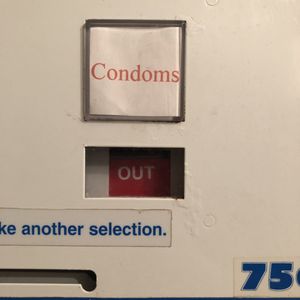 Condoms
OUT
ke another selection.
75¢